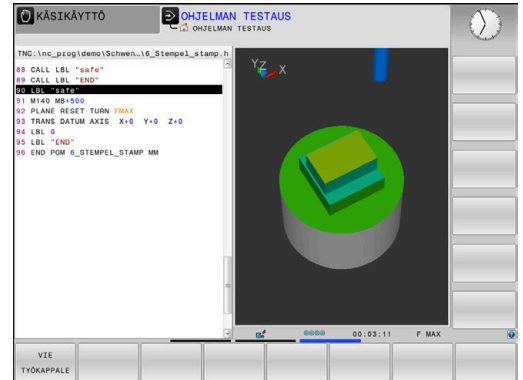 KÄSIKÄYTTÖ
OHJELMAN TESTAUS
OHJELMAN TESTAUS
TNC:\nc_prog\demo\Schwen…\6_Stempel_stamp.h
88 CALL LBL "safe"
89 CALL LBL "END"
90 LBL "safe"
91 M140 MB+500
92 PLANE RESET TURN FMAX
93 TRANS DATUM AXIS X+0 Y+0 Z+0
94 LBL 0
95 LBL "END"
96 END PGM 6_STEMPEL_STAMP MM
Y Z X
00:03:11 F MAX
VIE
TYÖKAPPALE